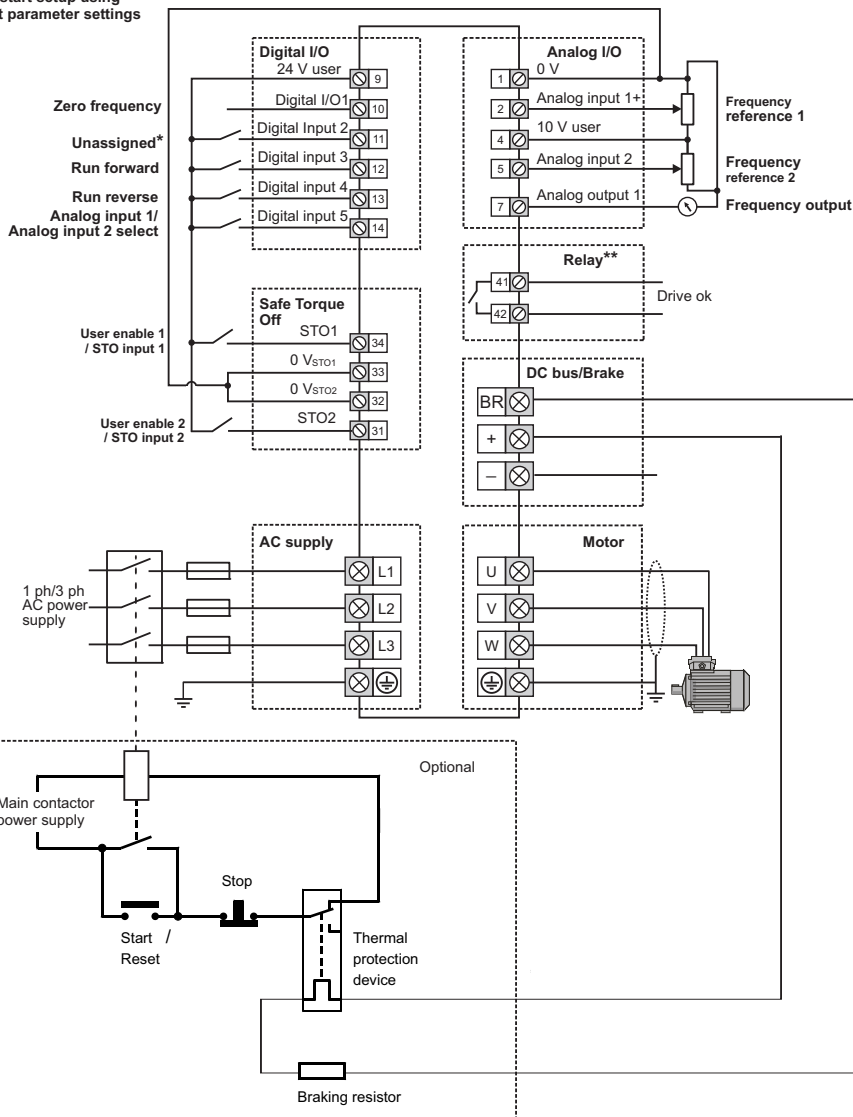 start setup using
t parameter settings
Digital I/O
24 V user
9
Zero frequency
Digital I/O1
10
Unassigned*
Digital Input 2
11
Run forward
Digital input 3
12
Run reverse
Digital input 4
13
Analog input 1/
Analog input 2 select
Digital input 5
14
Analog I/O
1
0 V
2
Analog input 1+
Frequency
reference 1
4
10 V user
5
Analog input 2
Frequency
reference 2
7
Analog output 1
Frequency output
Relay**
41
42
Drive ok
Safe Torque
Off
User enable 1
/ STO input 1
STO1
34
0 VSTO1
33
0 VSTO2
32
User enable 2
/ STO input 2
STO2
31
DC bus/Brake
BR
+
–
AC supply
1 ph/3 ph
AC power
supply
L1
L2
L3
Motor
U
V
W
Optional
Main contactor
power supply
Stop
Start /
Reset
Thermal
protection
device
Braking resistor